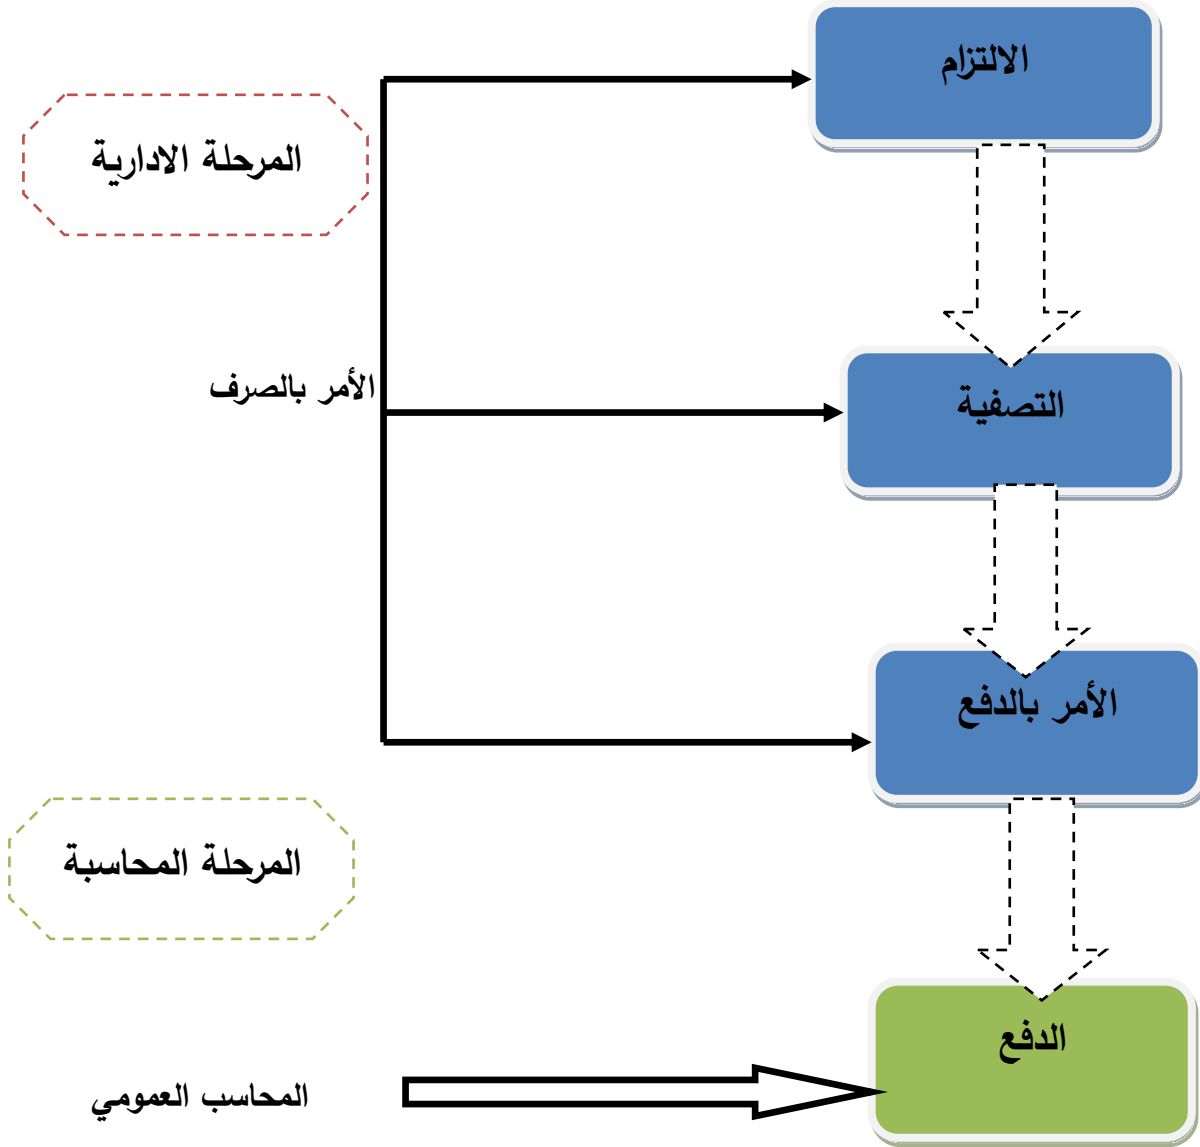 الالتزام
المرحلة الادارية
الأمر بالصرف
التصفية
الأمر بالدفع
المرحلة المحاسبة
الدفع
المحاسب العمومي